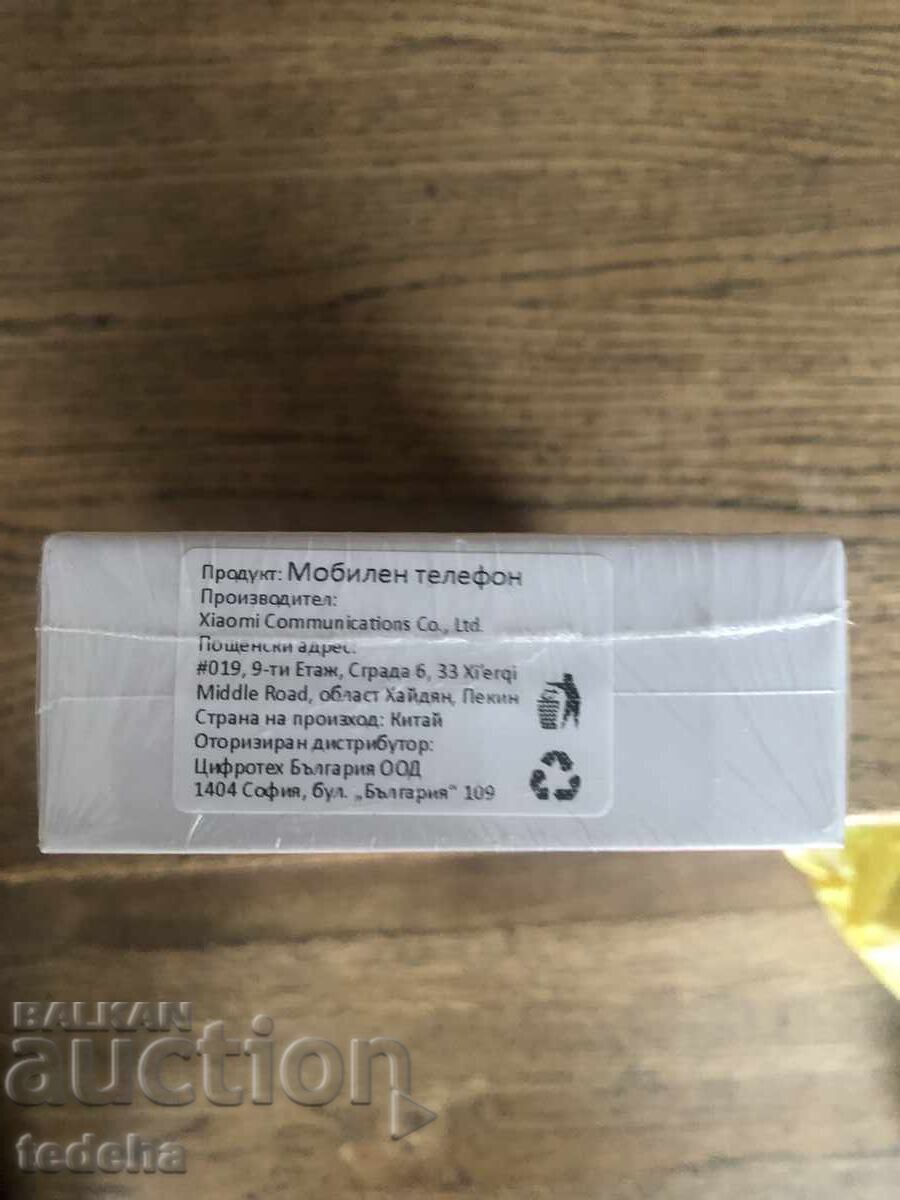 Продукт: Мобилен телефон
Производител:
Xiaomi Communications Co., Ltd.
Пощенски адрес:
#019, 9-ти Етаж, Сграда 6, 33 Xi'erqi
Middle Road, област Хайдян, Пекин
Страна на произход: Китай
Оторизиран дистрибутор:
Цифротех България ООД
1404 София, бул. „България“ 109
BALKAN
auction
tedeha